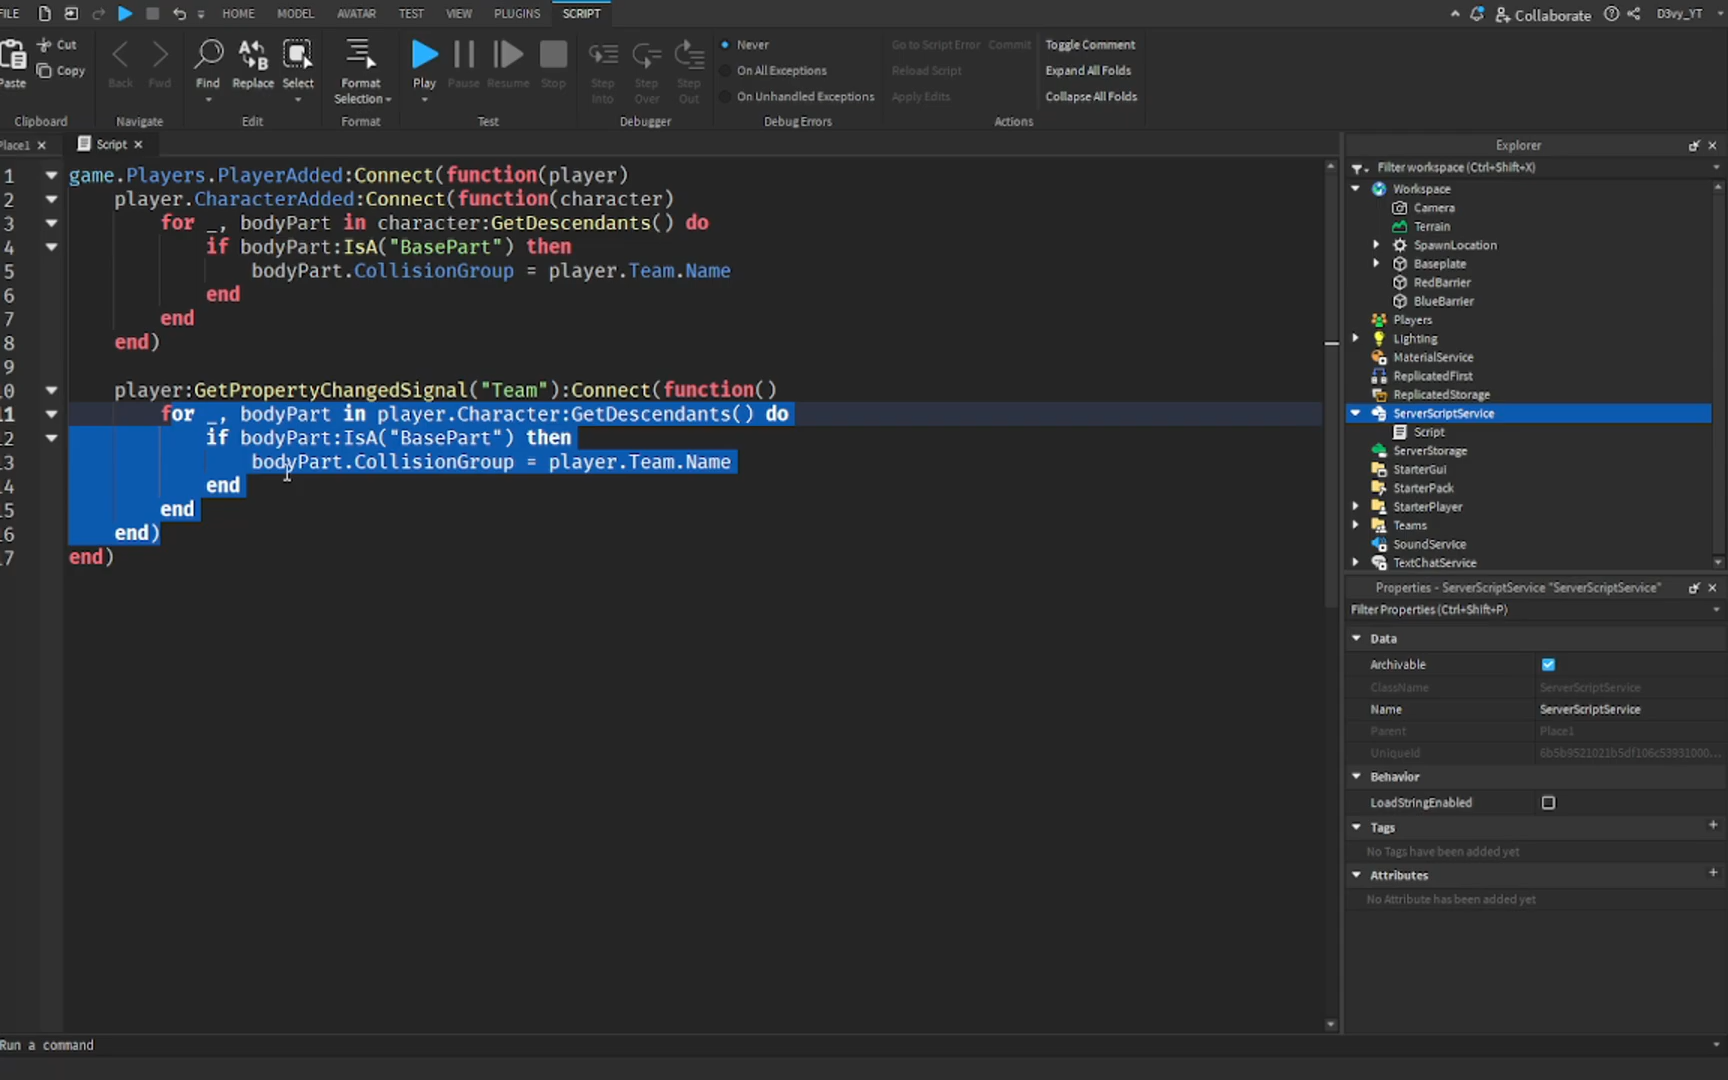 FILE HOME MODEL AVATAR TEST VIEW PLUGINS SCRIPT Collaborate D3vy_YT
Paste Cut Copy Back Fwd Find Replace Select Format Selection Play Pause Resume Stop Step Into Step Over Step Out
Never
On All Exceptions
On Unhandled Exceptions
Go to Script Error Commit
Reload Script
Apply Edits
Toggle Comment
Expand All Folds
Collapse All Folds
Clipboard Navigate Edit Format Test Debugger Debug Errors Actions
Place1 Script
1 game.Players.PlayerAdded:Connect(function(player)
2 player.CharacterAdded:Connect(function(character)
3 for _, bodyPart in character:GetDescendants() do
4 if bodyPart:IsA("BasePart") then
5 bodyPart.CollisionGroup = player.Team.Name
6 end
7 end
8 end)
9
10 player:GetPropertyChangedSignal("Team"):Connect(function()
11 for _, bodyPart in player.Character:GetDescendants() do
12 if bodyPart:IsA("BasePart") then
13 bodyPart.CollisionGroup = player.Team.Name
14 end
15 end
16 end)
17 end)
Explorer
Filter workspace (Ctrl+Shift+X)
Workspace
Camera
Terrain
SpawnLocation
Baseplate
RedBarrier
BlueBarrier
Players
Lighting
MaterialService
ReplicatedFirst
ReplicatedStorage
ServerScriptService
Script
ServerStorage
StarterGui
StarterPack
StarterPlayer
Teams
SoundService
TextChatService
Properties - ServerScriptService "ServerScriptService"
Filter Properties (Ctrl+Shift+P)
Data
Archivable
ClassName ServerScriptService
Name ServerScriptService
Parent Place1
UniqueId 6b5b9521021b5df106c53931000...
Behavior
LoadStringEnabled
Tags +
No Tags have been added yet
Attributes +
No Attribute has been added yet
Run a command